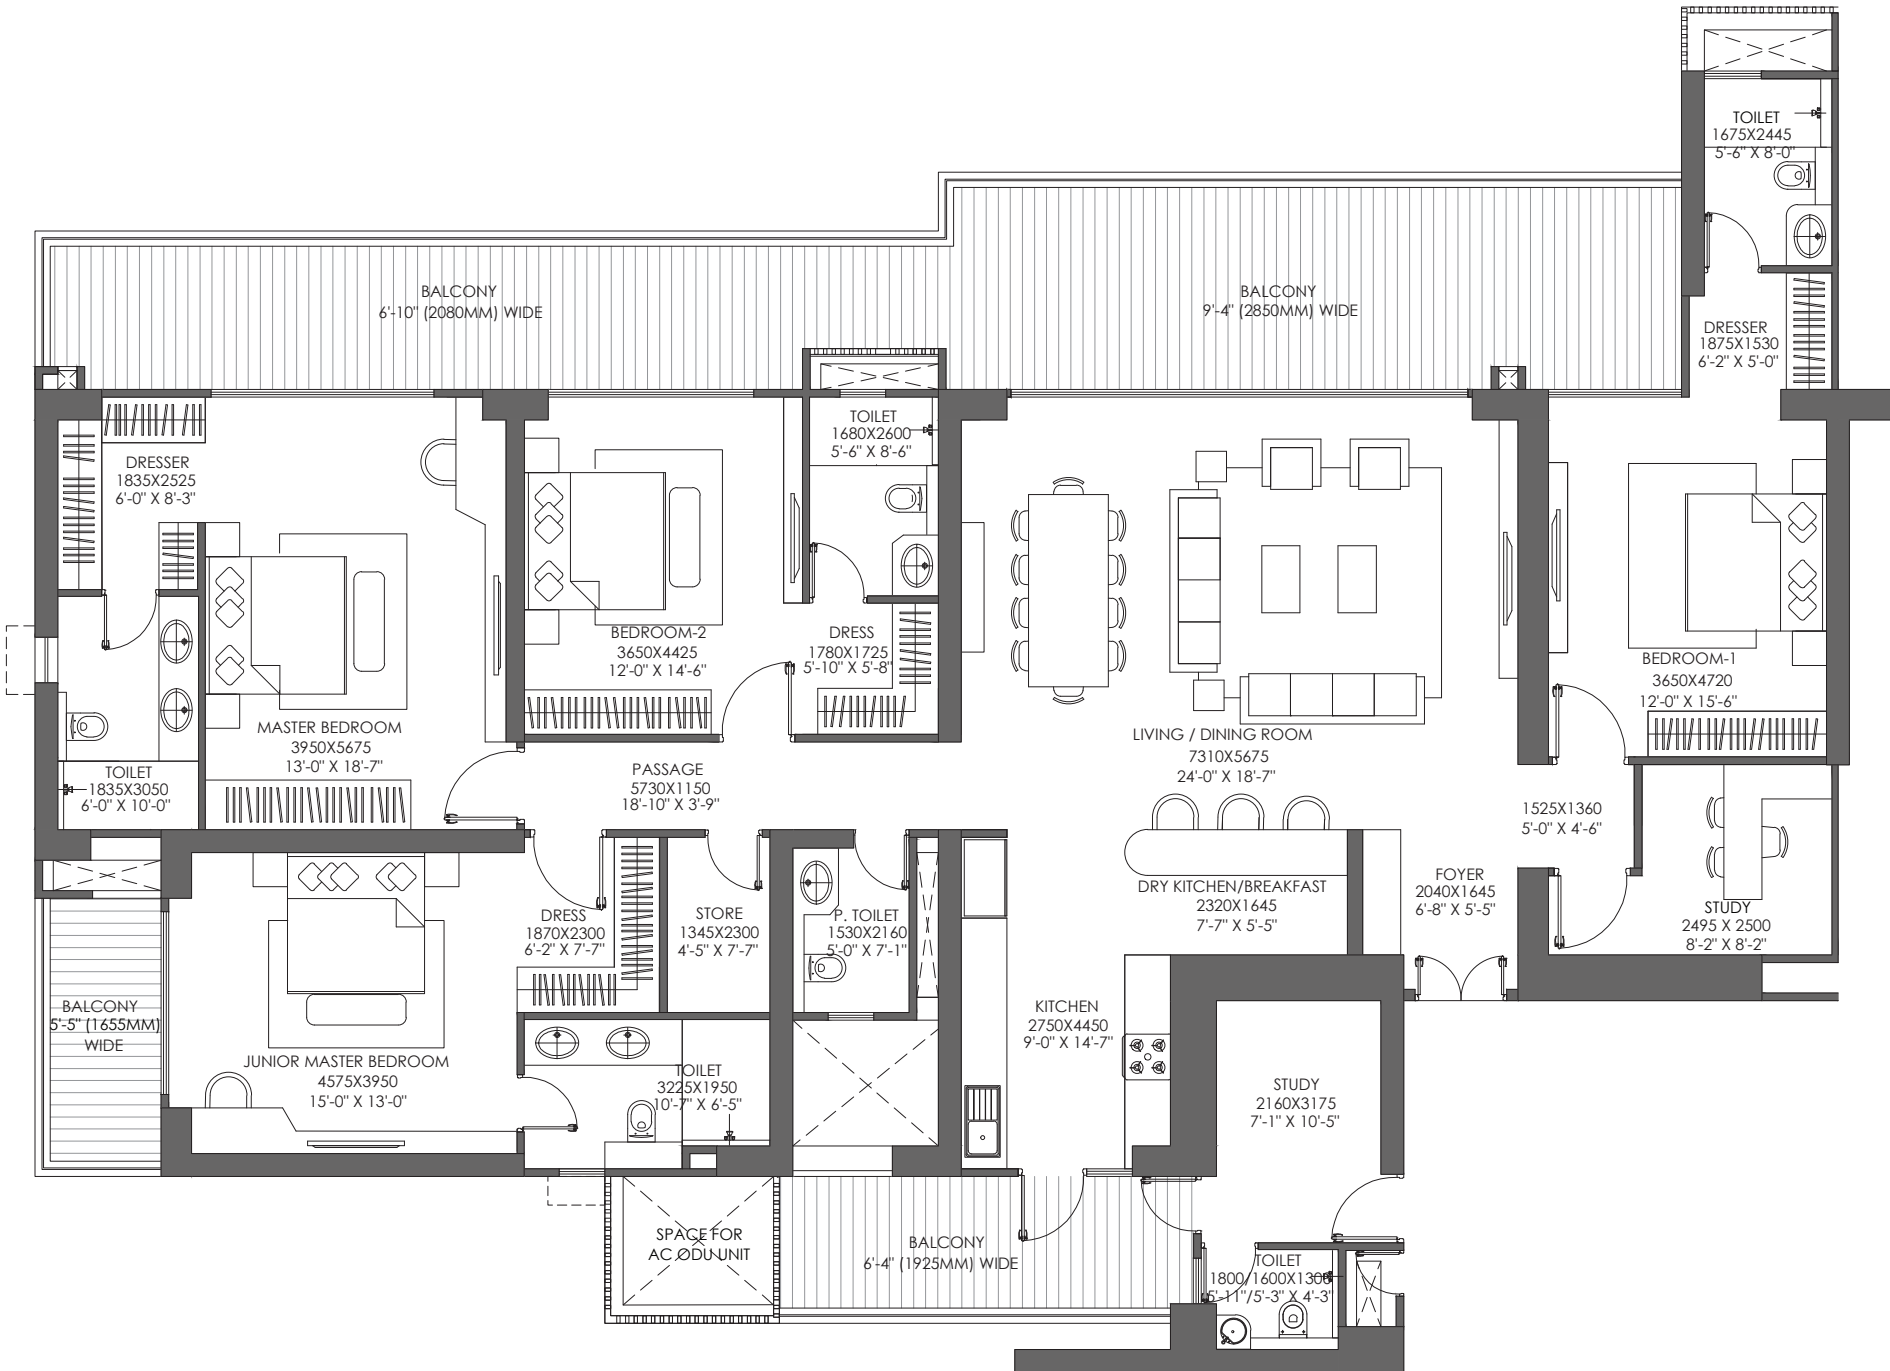 TOILET
1675X2445
5'-6" X 8'-0"
BALCONY
6'-10" (2080MM) WIDE
BALCONY
9'-4" (2850MM) WIDE
DRESSER
1875X1530
6'-2" X 5'-0"
DRESSER
1835X2525
6'-0" X 8'-3"
TOILET
1680X2600
5'-6" X 8'-6"
BEDROOM-2
3650X4425
12'-0" X 14'-6"
DRESS
1780X1725
5'-10" X 5'-8"
BEDROOM-1
3650X4720
12'-0" X 15'-6"
MASTER BEDROOM
3950X5675
13'-0" X 18'-7"
LIVING / DINING ROOM
7310X5675
24'-0" X 18'-7"
TOILET
1835X3050
6'-0" X 10'-0"
PASSAGE
5730X1150
18'-10" X 3'-9"
1525X1360
5'-0" X 4'-6"
DRY KITCHEN/BREAKFAST
2320X1645
7'-7" X 5'-5"
FOYER
2040X1645
6'-8" X 5'-5"
DRESS
1870X2300
6'-2" X 7'-7"
STORE
1345X2300
4'-5" X 7'-7"
P. TOILET
1530X2160
5'-0" X 7'-1"
STUDY
2495 X 2500
8'-2" X 8'-2"
BALCONY
5'-5" (1655MM)
WIDE
KITCHEN
2750X4450
9'-0" X 14'-7"
JUNIOR MASTER BEDROOM
4575X3950
15'-0" X 13'-0"
TOILET
3225X1950
10'-7" X 6'-5"
STUDY
2160X3175
7'-1" X 10'-5"
SPACE FOR
AC ODU UNIT
BALCONY
6'-4" (1925MM) WIDE
TOILET
1800/1600X1300
5'-11"/5'-3" X 4'-3"